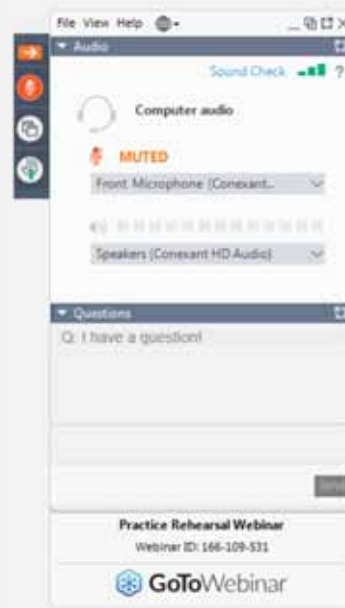 File View Help
Audio
Sound Check ?
Computer audio
MUTED
Front Microphone (Conexant...
Speakers (Conexant HD Audio)
Questions
Q: I have a question!
Send
Practice Rehearsal Webinar
Webinar ID: 166-109-531
GoToWebinar